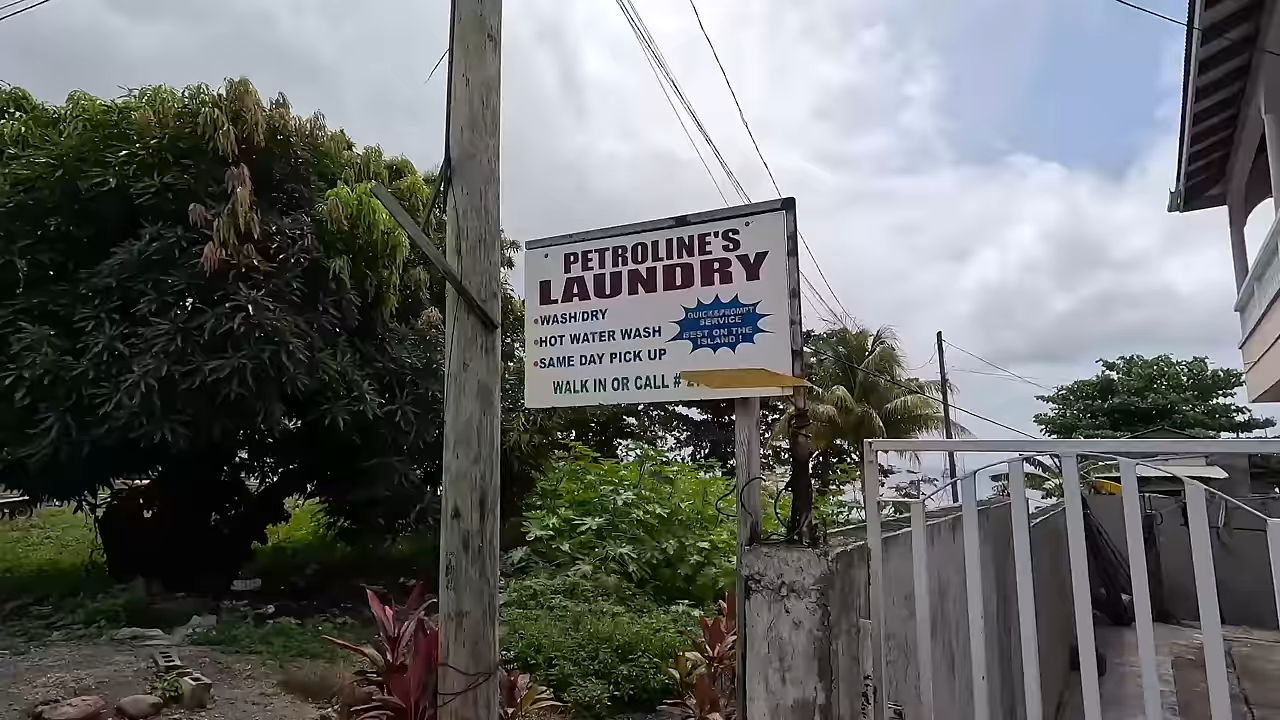 PETROLINE'S
LAUNDRY
•WASH/DRY
•HOT WATER WASH
•SAME DAY PICK UP
QUICK&PROMPT
SERVICE
BEST ON THE
ISLAND !
WALK IN OR CALL #